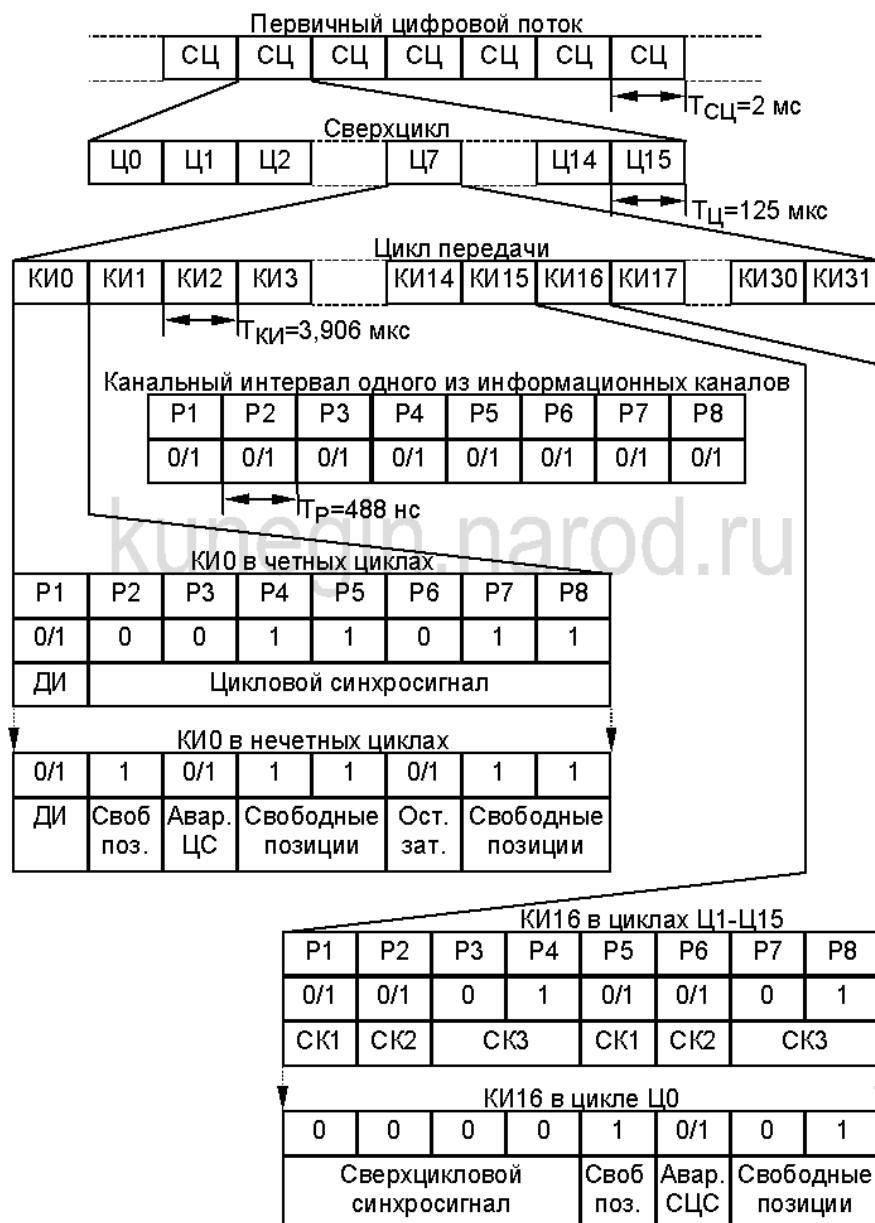 Первичный цифровой поток
СЦ СЦ СЦ СЦ СЦ СЦ СЦ
TСЦ=2 мс
Сверхцикл
Ц0 Ц1 Ц2 Ц7 Ц14 Ц15
TЦ=125 мкс
Цикл передачи
КИ0 КИ1 КИ2 КИ3 КИ14 КИ15 КИ16 КИ17 КИ30 КИ31
TКИ=3,906 мкс
Канальный интервал одного из информационных каналов
Р1 Р2 Р3 Р4 Р5 Р6 Р7 Р8
0/1 0/1 0/1 0/1 0/1 0/1 0/1 0/1
TР=488 нс
kunegin.narod.ru
КИ0 в четных циклах
Р1 Р2 Р3 Р4 Р5 Р6 Р7 Р8
0/1 0 0 1 1 0 1 1
ДИ Цикловой синхросигнал
КИ0 в нечетных циклах
0/1 1 0/1 1 1 0/1 1 1
ДИ Своб Авар. Свободные Ост. Свободные
поз. ЦС позиции зат. позиции
КИ16 в циклах Ц1-Ц15
Р1 Р2 Р3 Р4 Р5 Р6 Р7 Р8
0/1 0/1 0 1 0/1 0/1 0 1
СК1 СК2 СК3 СК1 СК2 СК3
КИ16 в цикле Ц0
0 0 0 0 1 0/1 0 1
Сверхцикловой Своб Авар. Свободные
синхросигнал поз. СЦС позиции